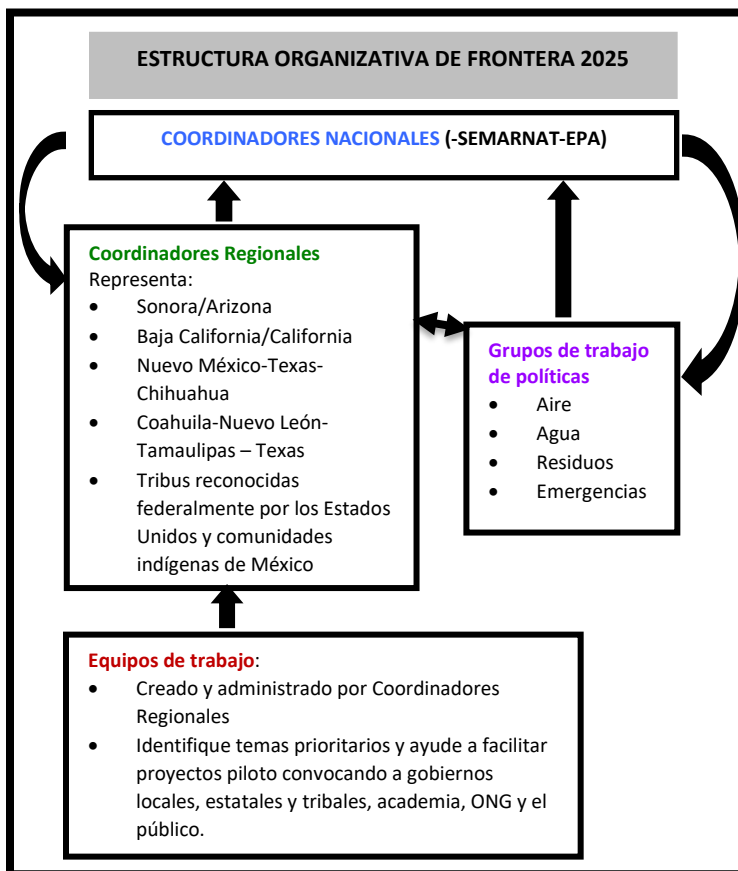 ESTRUCTURA ORGANIZATIVA DE FRONTERA 2025
COORDINADORES NACIONALES (-SEMARNAT-EPA)
Coordinadores Regionales
Representa:
• Sonora/Arizona
• Baja California/California
• Nuevo México-Texas-
Chihuahua
• Coahuila-Nuevo León-
Tamaulipas – Texas
• Tribus reconocidas
federalmente por los Estados
Unidos y comunidades
indígenas de México
Grupos de trabajo
de políticas
• Aire
• Agua
• Residuos
• Emergencias
Equipos de trabajo:
• Creado y administrado por Coordinadores
Regionales
• Identifique temas prioritarios y ayude a facilitar
proyectos piloto convocando a gobiernos
locales, estatales y tribales, academia, ONG y el
público.